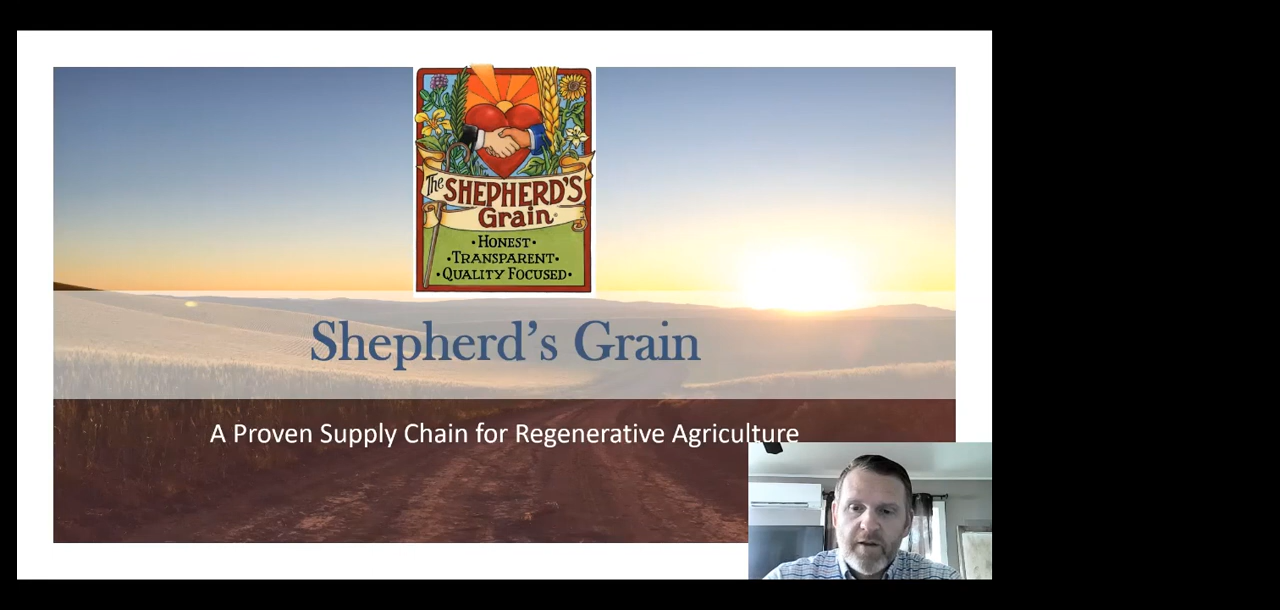 The
SHEPHERD'S
Grain®
•HONEST•
•TRANSPARENT•
•QUALITY FOCUSED•
Shepherd's Grain
A Proven Supply Chain for Regenerative Agriculture